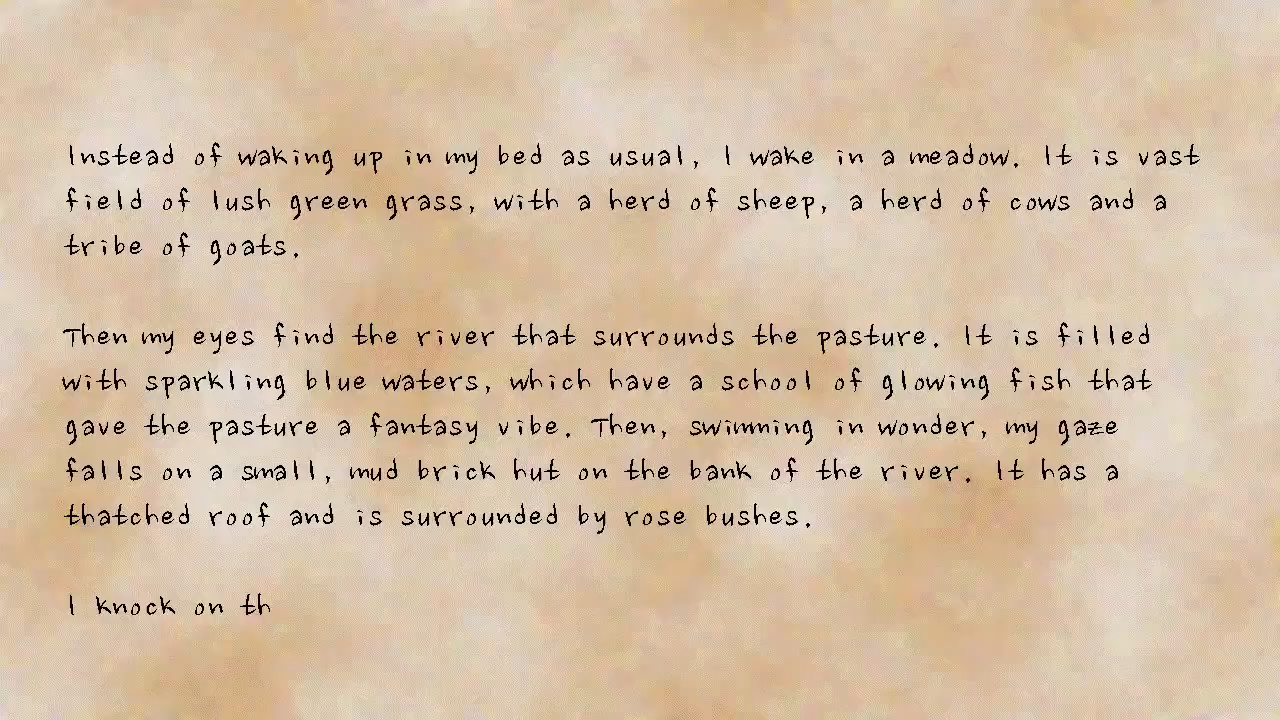 Instead of waking up in my bed as usual, I wake in a meadow. It is vast
field of lush green grass, with a herd of sheep, a herd of cows and a
tribe of goats.
Then my eyes find the river that surrounds the pasture. It is filled
with sparkling blue waters, which have a school of glowing fish that
gave the pasture a fantasy vibe. Then, swimming in wonder, my gaze
falls on a small, mud brick hut on the bank of the river. It has a
thatched roof and is surrounded by rose bushes.
I knock on th